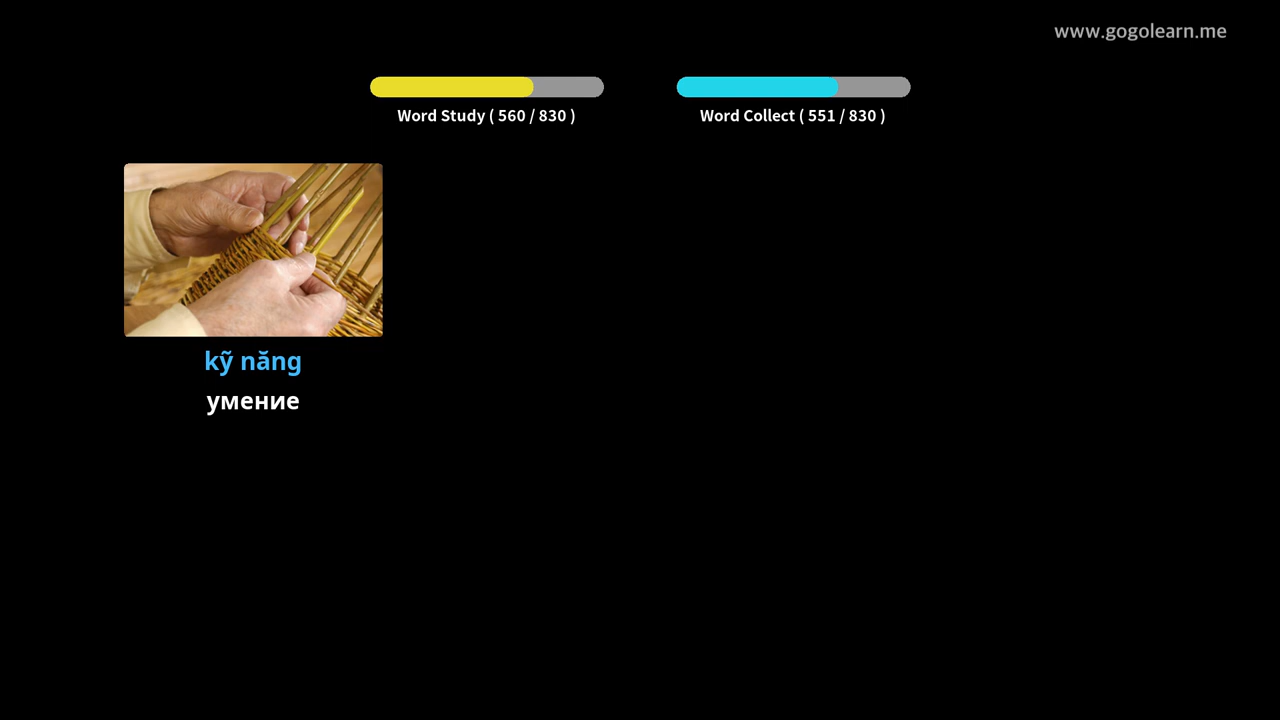 www.gogolearn.me
Word Study ( 560 / 830 )
Word Collect ( 551 / 830 )
kỹ năng
умение